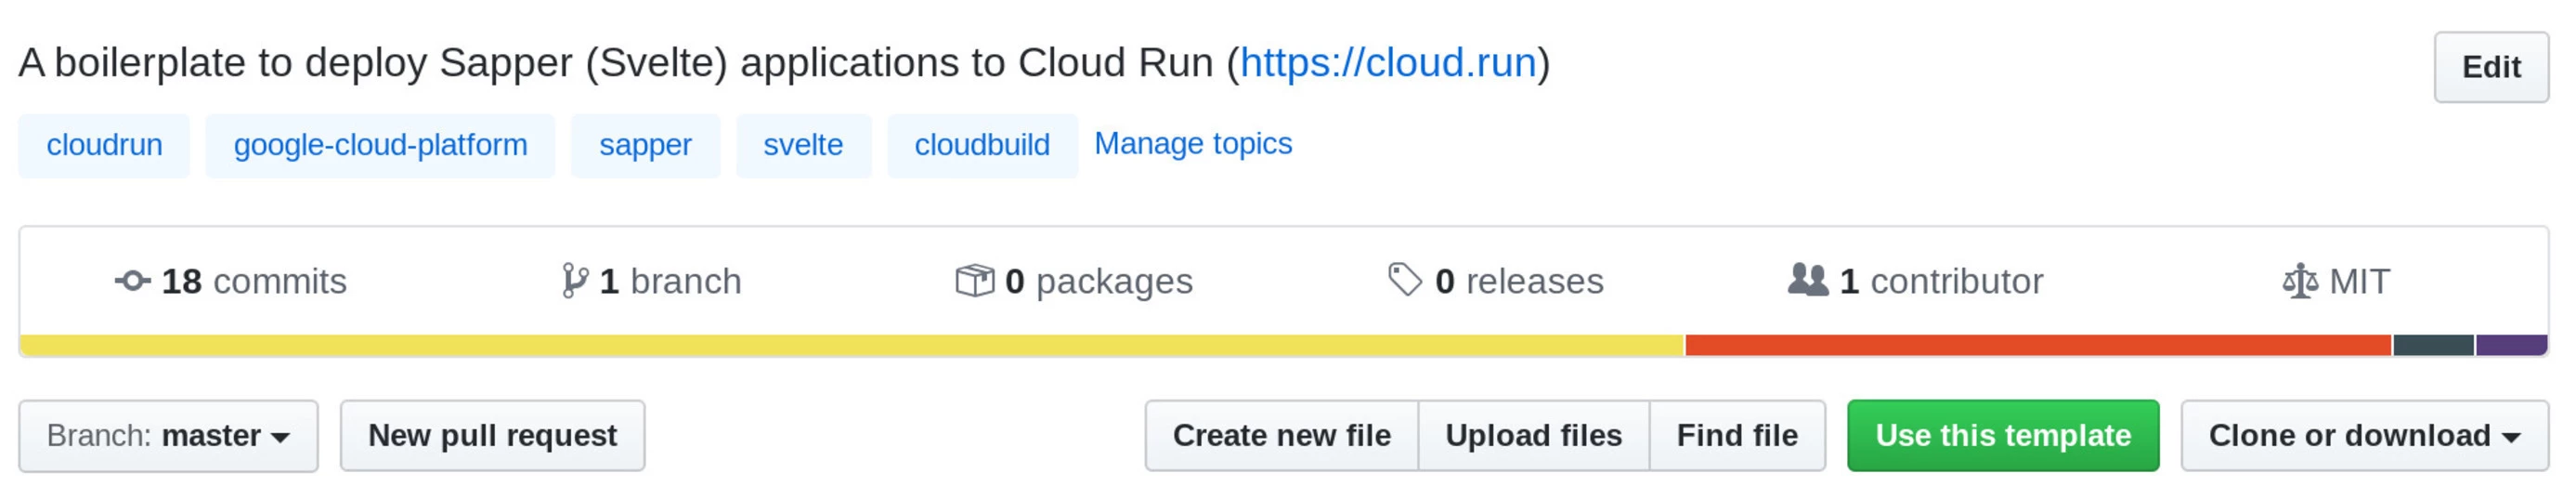 A boilerplate to deploy Sapper (Svelte) applications to Cloud Run (https://cloud.run)
Edit
cloudrun google-cloud-platform sapper svelte cloudbuild Manage topics
18 commits 1 branch 0 packages 0 releases 1 contributor MIT
Branch: master New pull request Create new file Upload files Find file Use this template Clone or download